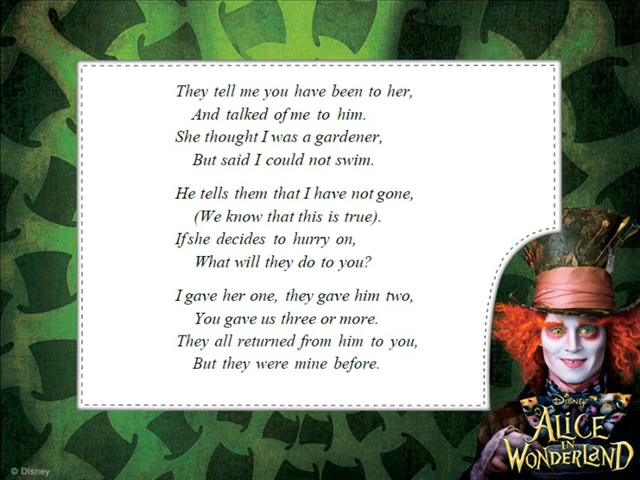 They tell me you have been to her,
And talked of me to him.
She thought I was a gardener,
But said I could not swim.
He tells them that I have not gone,
(We know that this is true).
If she decides to hurry on,
What will they do to you?
I gave her one, they gave him two,
You gave us three or more.
They all returned from him to you,
But they were mine before.
DISNEY
ALICE
IN
WONDERLAND
© Disney